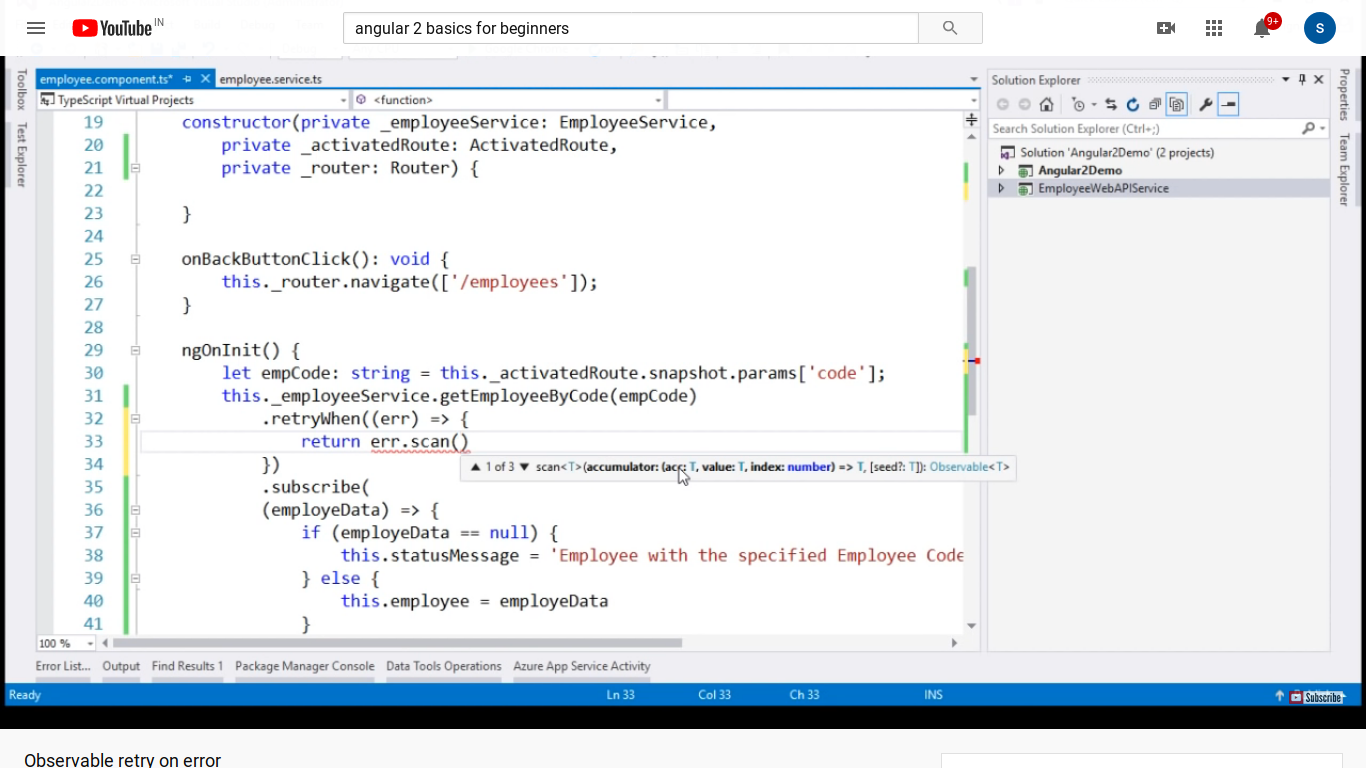 YouTube IN
angular 2 basics for beginners
9+
S
Toolbox
Test Explorer
employee.component.ts*
employee.service.ts
TypeScript Virtual Projects
<function>
19 constructor(private _employeeService: EmployeeService,
20 private _activatedRoute: ActivatedRoute,
21 private _router: Router) {
22
23 }
24
25 onBackButtonClick(): void {
26 this._router.navigate(['/employees']);
27 }
28
29 ngOnInit() {
30 let empCode: string = this._activatedRoute.snapshot.params['code'];
31 this._employeeService.getEmployeeByCode(empCode)
32 .retryWhen((err) => {
33 return err.scan()
34 })
▲ 1 of 3 ▼ scan<T>(accumulator: (acc: T, value: T, index: number) => T, [seed?: T]): Observable<T>
35 .subscribe(
36 (employeData) => {
37 if (employeData == null) {
38 this.statusMessage = 'Employee with the specified Employee Code
39 } else {
40 this.employee = employeData
41 }
100 %
Solution Explorer
Search Solution Explorer (Ctrl+;)
Solution 'Angular2Demo' (2 projects)
Angular2Demo
EmployeeWebAPIService
Properties
Team Explorer
Error List... Output Find Results 1 Package Manager Console Data Tools Operations Azure App Service Activity
Ready Ln 33 Col 33 Ch 33 INS
Subscribe
Observable retry on error